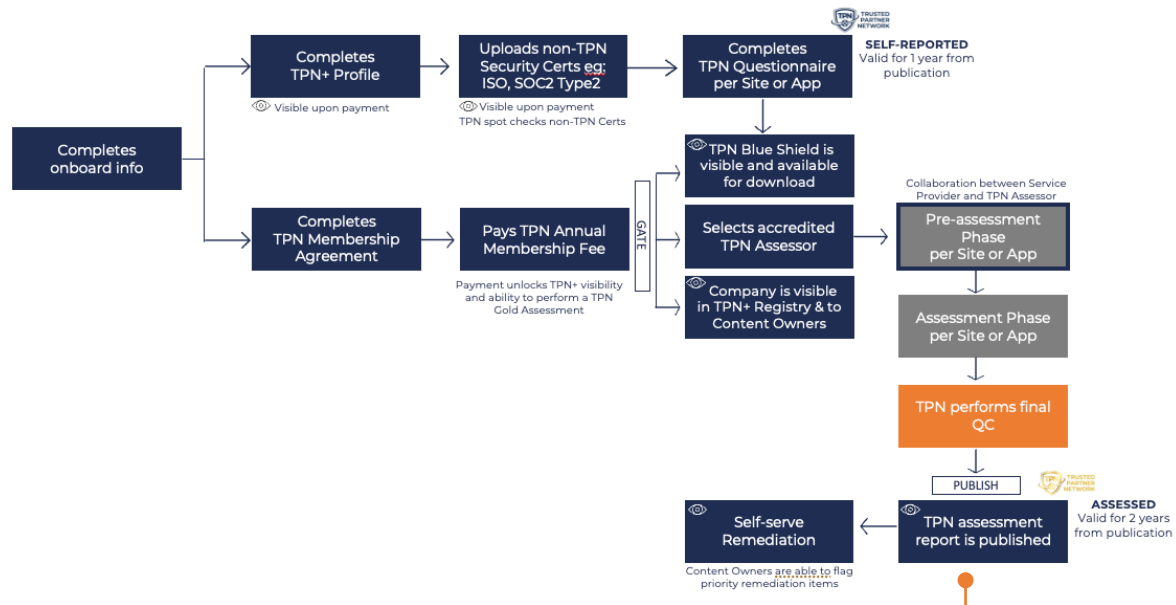 TPN
TRUSTED
PARTNER
NETWORK
SELF-REPORTED
Valid for 1 year from
publication
Completes
TPN+ Profile
Visible upon payment
Uploads non-TPN
Security Certs eg:
ISO, SOC2 Type2
Visible upon payment
TPN spot checks non-TPN Certs
Completes
TPN Questionnaire
per Site or App
Completes
onboard info
TPN Blue Shield is
visible and available
for download
Completes
TPN Membership
Agreement
Pays TPN Annual
Membership Fee
Payment unlocks TPN+ visibility
and ability to perform a TPN
Gold Assessment
GATE
Selects accredited
TPN Assessor
Company is visible
in TPN+ Registry & to
Content Owners
Collaboration between Service
Provider and TPN Assessor
Pre-assessment
Phase
per Site or App
Assessment Phase
per Site or App
TPN performs final
QC
PUBLISH
TPN
TRUSTED
PARTNER
NETWORK
ASSESSED
Valid for 2 years
from publication
TPN assessment
report is published
Self-serve
Remediation
Content Owners are able to flag
priority remediation items